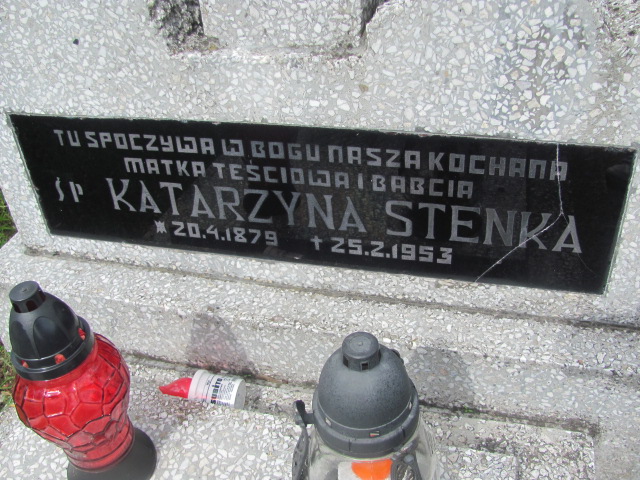 TU SPOCZYWA W BOGU NASZA KOCHANA
MATKA TEŚCIOWA I BABCIA
ŚP KATARZYNA STENKA
* 20.4.1879 + 25.2.1953